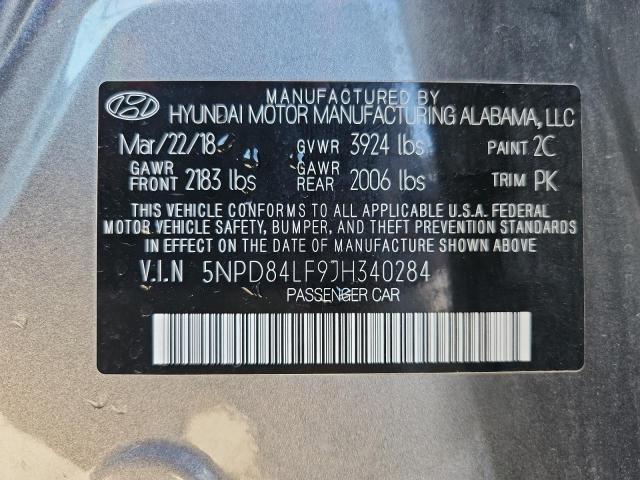 MANUFACTURED BY
HYUNDAI MOTOR MANUFACTURING ALABAMA, LLC
Mar/22/18 GVWR 3924 lbs PAINT 2C
GAWR FRONT 2183 lbs GAWR REAR 2006 lbs TRIM PK
THIS VEHICLE CONFORMS TO ALL APPLICABLE U.S.A. FEDERAL
MOTOR VEHICLE SAFETY, BUMPER, AND THEFT PREVENTION STANDARDS
IN EFFECT ON THE DATE OF MANUFACTURE SHOWN ABOVE.
V.I.N 5NPD84LF9JH340284
PASSENGER CAR